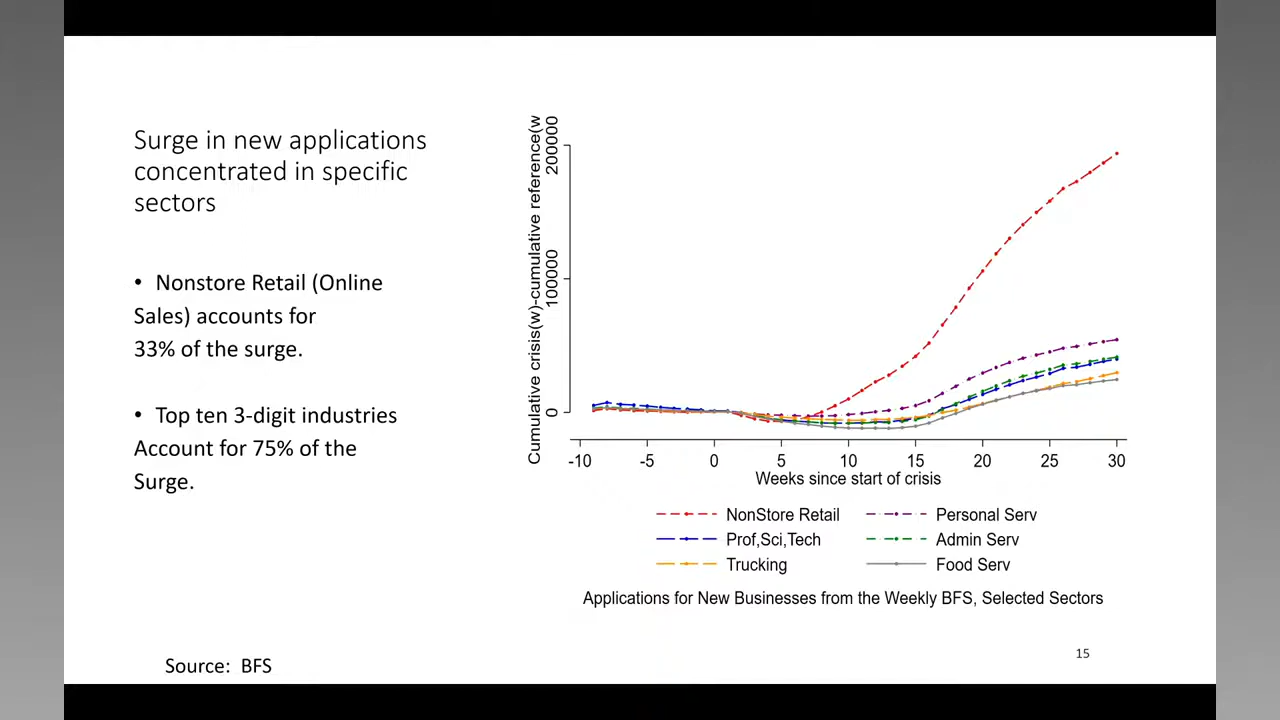 Surge in new applications
concentrated in specific
sectors
• Nonstore Retail (Online
Sales) accounts for
33% of the surge.
• Top ten 3-digit industries
Account for 75% of the
Surge.
Source: BFS
Cumulative crisis(w)-cumulative reference(w
200000
100000
0
-10 -5 0 5 10 15 20 25 30
Weeks since start of crisis
NonStore Retail Personal Serv
Prof,Sci,Tech Admin Serv
Trucking Food Serv
Applications for New Businesses from the Weekly BFS, Selected Sectors
15